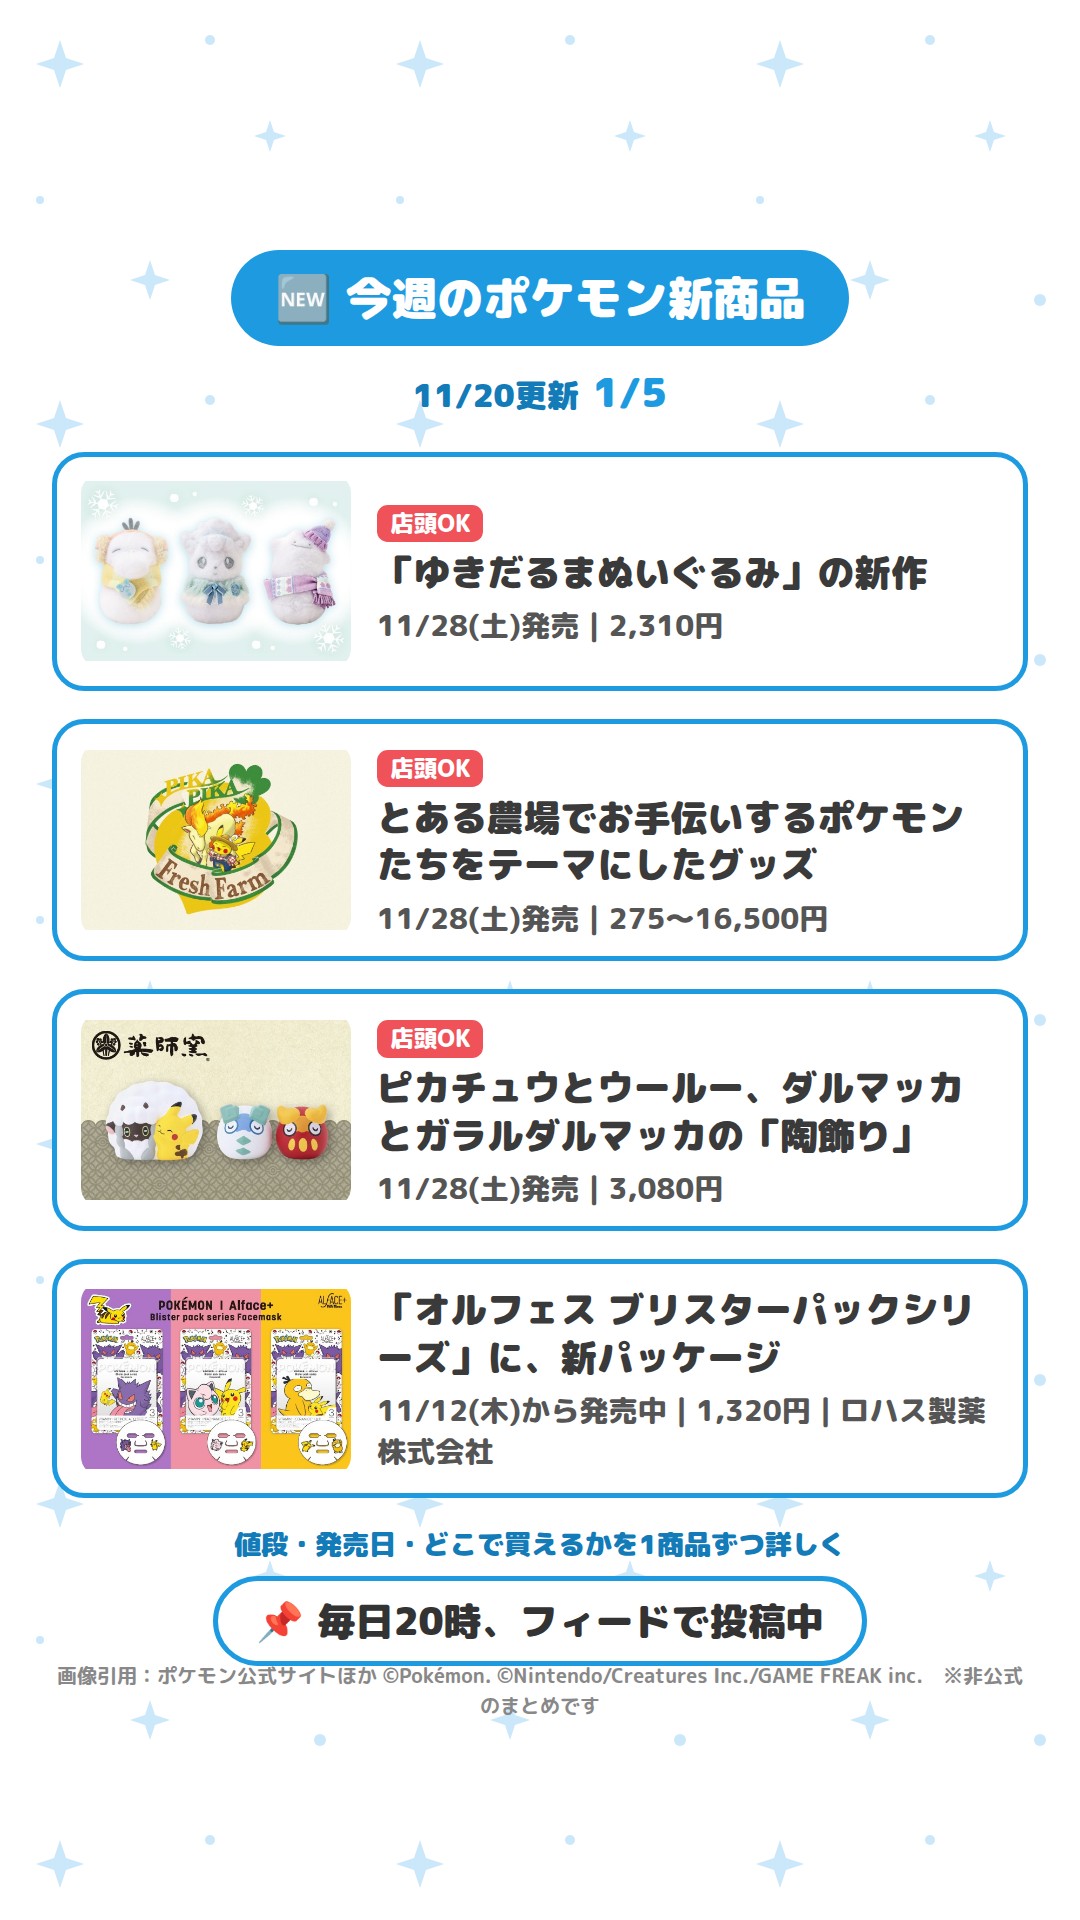 NEW 今週のポケモン新商品
11/20更新 1/5
店頭OK
「ゆきだるまぬいぐるみ」の新作
11/28(土)発売 | 2,310円
PIKA
PIKA
Fresh Farm
店頭OK
とある農場でお手伝いするポケモン
たちをテーマにしたグッズ
11/28(土)発売 | 275〜16,500円
薬師窯
店頭OK
ピカチュウとウールー、ダルマッカ
とガラルダルマッカの「陶飾り」
11/28(土)発売 | 3,080円
POKÉMON | Alface+
Blister pack series Facemask
ALFACE+
「オルフェス ブリスターパックシリ
ーズ」に、新パッケージ
11/12(木)から発売中 | 1,320円 | ロハス製薬
株式会社
値段・発売日・どこで買えるかを1商品ずつ詳しく
📌 毎日20時、フィードで投稿中
画像引用：ポケモン公式サイトほか ©Pokémon. ©Nintendo/Creatures Inc./GAME FREAK inc.　※非公式
のまとめです